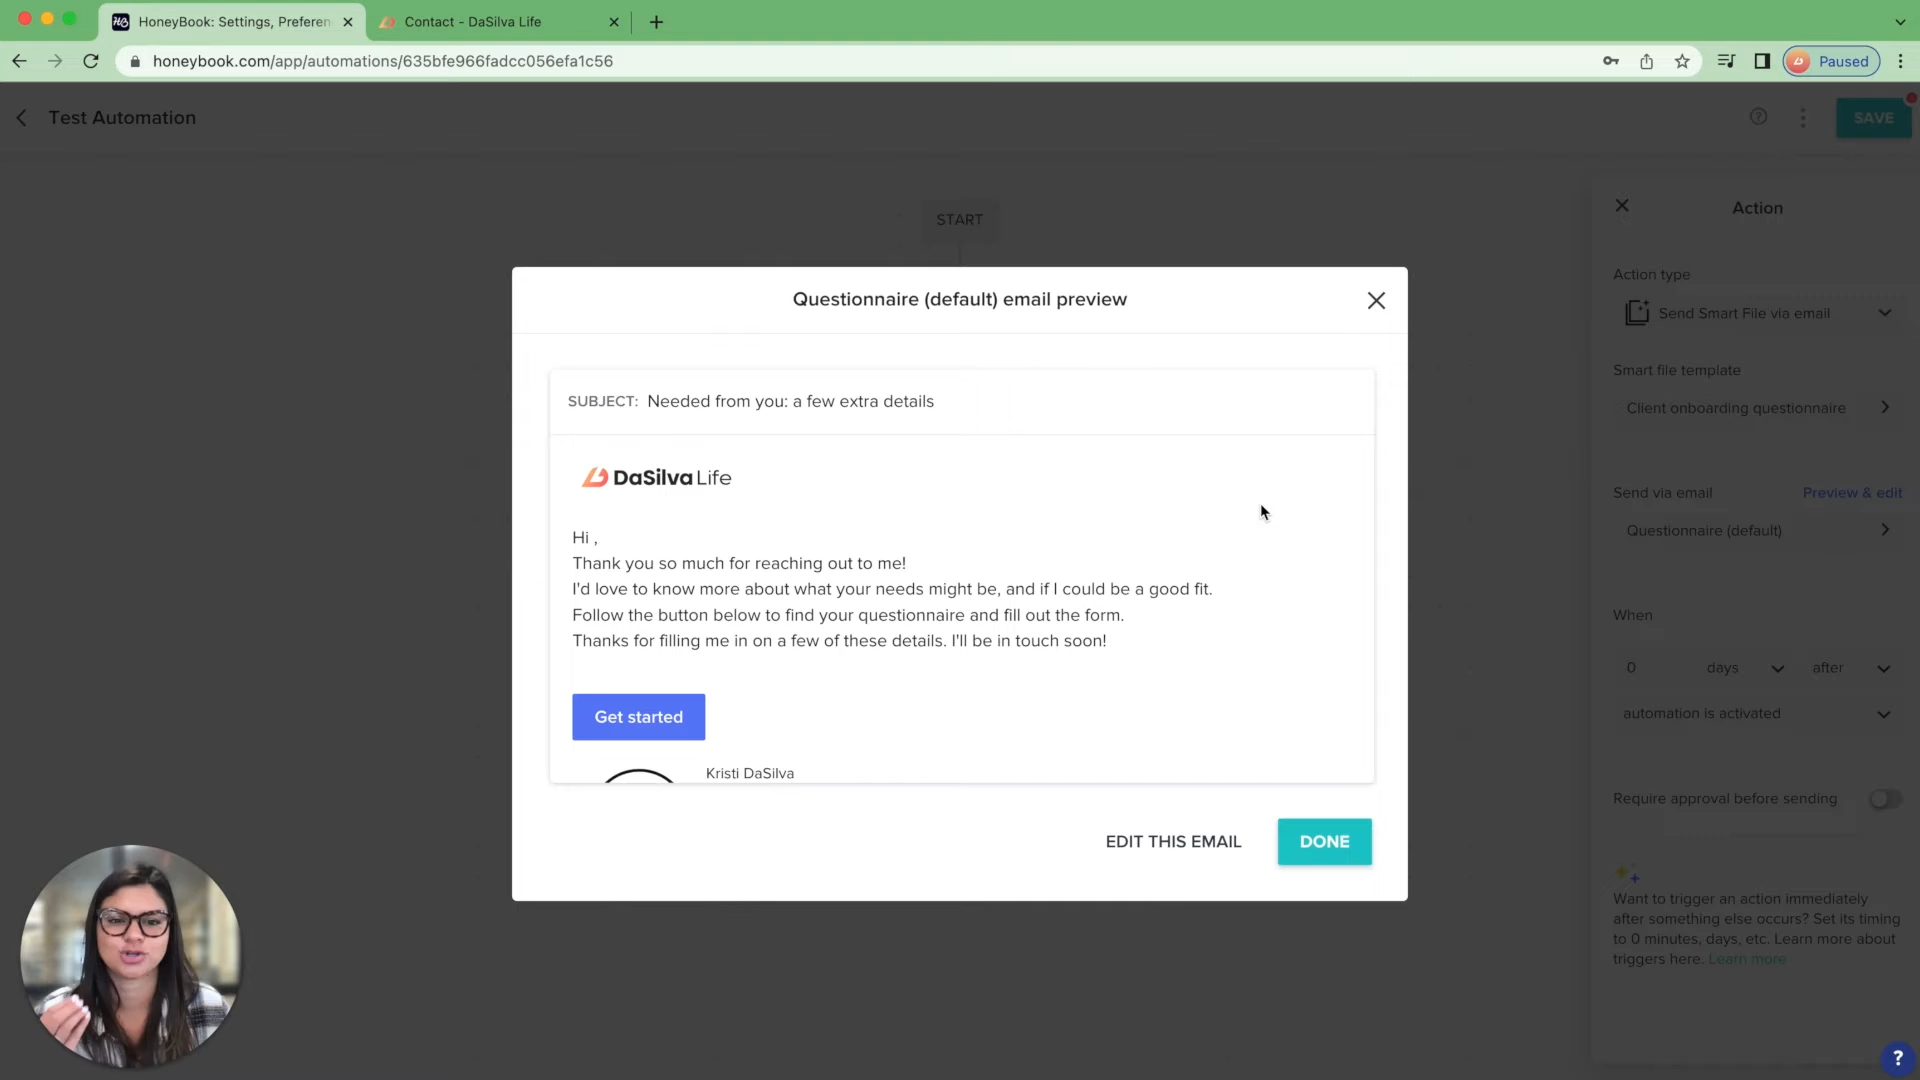 HoneyBook: Settings, Preferen
Contact - DaSilva Life
honeybook.com/app/automations/635bfe966fadcc056efa1c56
Paused
Test Automation
SAVE
START
Action
Action type
Send Smart File via email
Smart file template
Client onboarding questionnaire
Send via email
Preview & edit
Questionnaire (default)
When
0 days after
automation is activated
Require approval before sending
Want to trigger an action immediately
after something else occurs? Set its timing
to 0 minutes, days, etc. Learn more about
triggers here. Learn more
Questionnaire (default) email preview
SUBJECT: Needed from you: a few extra details
DaSilva Life
Hi ,
Thank you so much for reaching out to me!
I'd love to know more about what your needs might be, and if I could be a good fit.
Follow the button below to find your questionnaire and fill out the form.
Thanks for filling me in on a few of these details. I'll be in touch soon!
Get started
Kristi DaSilva
EDIT THIS EMAIL
DONE
?